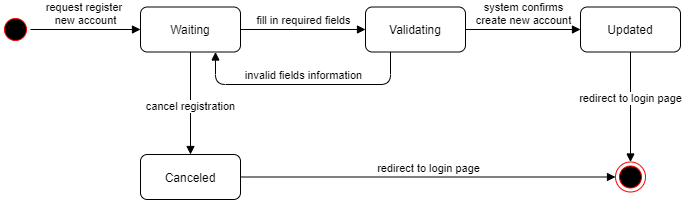 request register
new account
Waiting
fill in required fields
Validating
system confirms
create new account
Updated
invalid fields information
cancel registration
redirect to login page
Canceled
redirect to login page